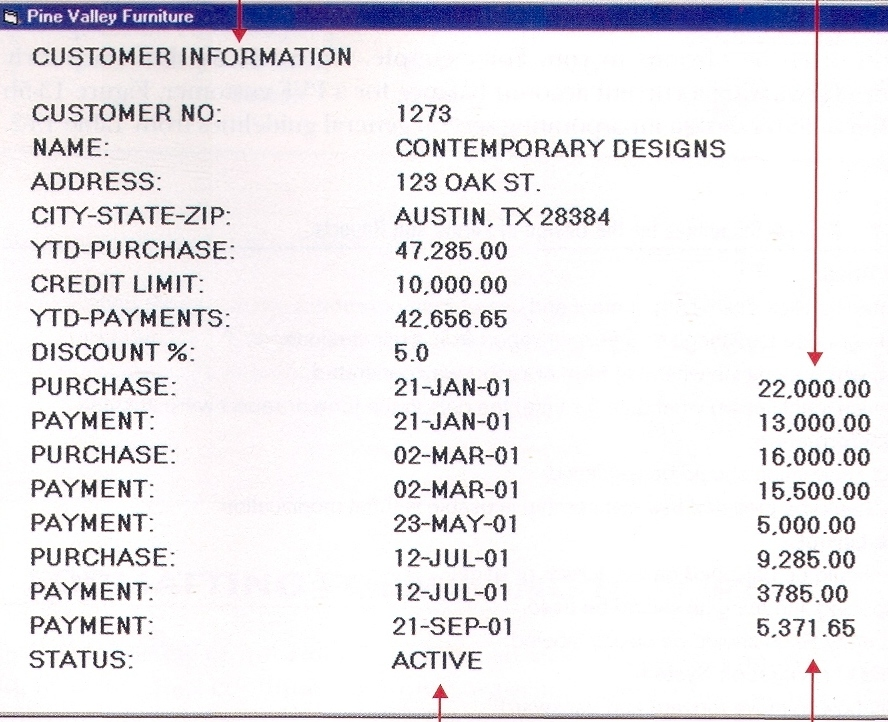 Pine Valley Furniture
CUSTOMER INFORMATION
CUSTOMER NO: 1273
NAME: CONTEMPORARY DESIGNS
ADDRESS: 123 OAK ST.
CITY-STATE-ZIP: AUSTIN, TX 28384
YTD-PURCHASE: 47,285.00
CREDIT LIMIT: 10,000.00
YTD-PAYMENTS: 42,656.65
DISCOUNT %: 5.0
PURCHASE: 21-JAN-01 22,000.00
PAYMENT: 21-JAN-01 13,000.00
PURCHASE: 02-MAR-01 16,000.00
PAYMENT: 02-MAR-01 15,500.00
PAYMENT: 23-MAY-01 5,000.00
PURCHASE: 12-JUL-01 9,285.00
PAYMENT: 12-JUL-01 3785.00
PAYMENT: 21-SEP-01 5,371.65
STATUS: ACTIVE